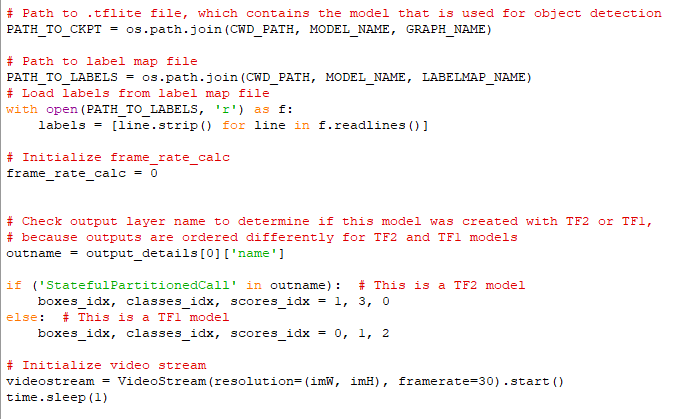 # Path to .tflite file, which contains the model that is used for object detection
PATH_TO_CKPT = os.path.join(CWD_PATH, MODEL_NAME, GRAPH_NAME)

# Path to label map file
PATH_TO_LABELS = os.path.join(CWD_PATH, MODEL_NAME, LABELMAP_NAME)
# Load labels from label map file
with open(PATH_TO_LABELS, 'r') as f:
    labels = [line.strip() for line in f.readlines()]

# Initialize frame_rate_calc
frame_rate_calc = 0


# Check output layer name to determine if this model was created with TF2 or TF1,
# because outputs are ordered differently for TF2 and TF1 models
outname = output_details[0]['name']

if ('StatefulPartitionedCall' in outname):  # This is a TF2 model
    boxes_idx, classes_idx, scores_idx = 1, 3, 0
else:  # This is a TF1 model
    boxes_idx, classes_idx, scores_idx = 0, 1, 2

# Initialize video stream
videostream = VideoStream(resolution=(imW, imH), framerate=30).start()
time.sleep(1)